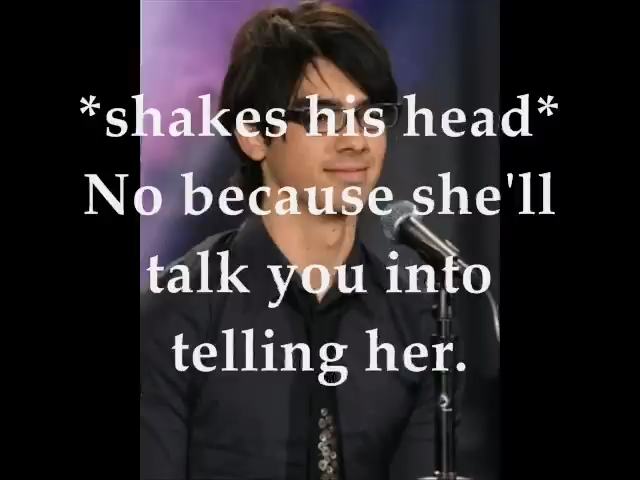 *shakes his head*
No because she'll
talk you into
telling her.